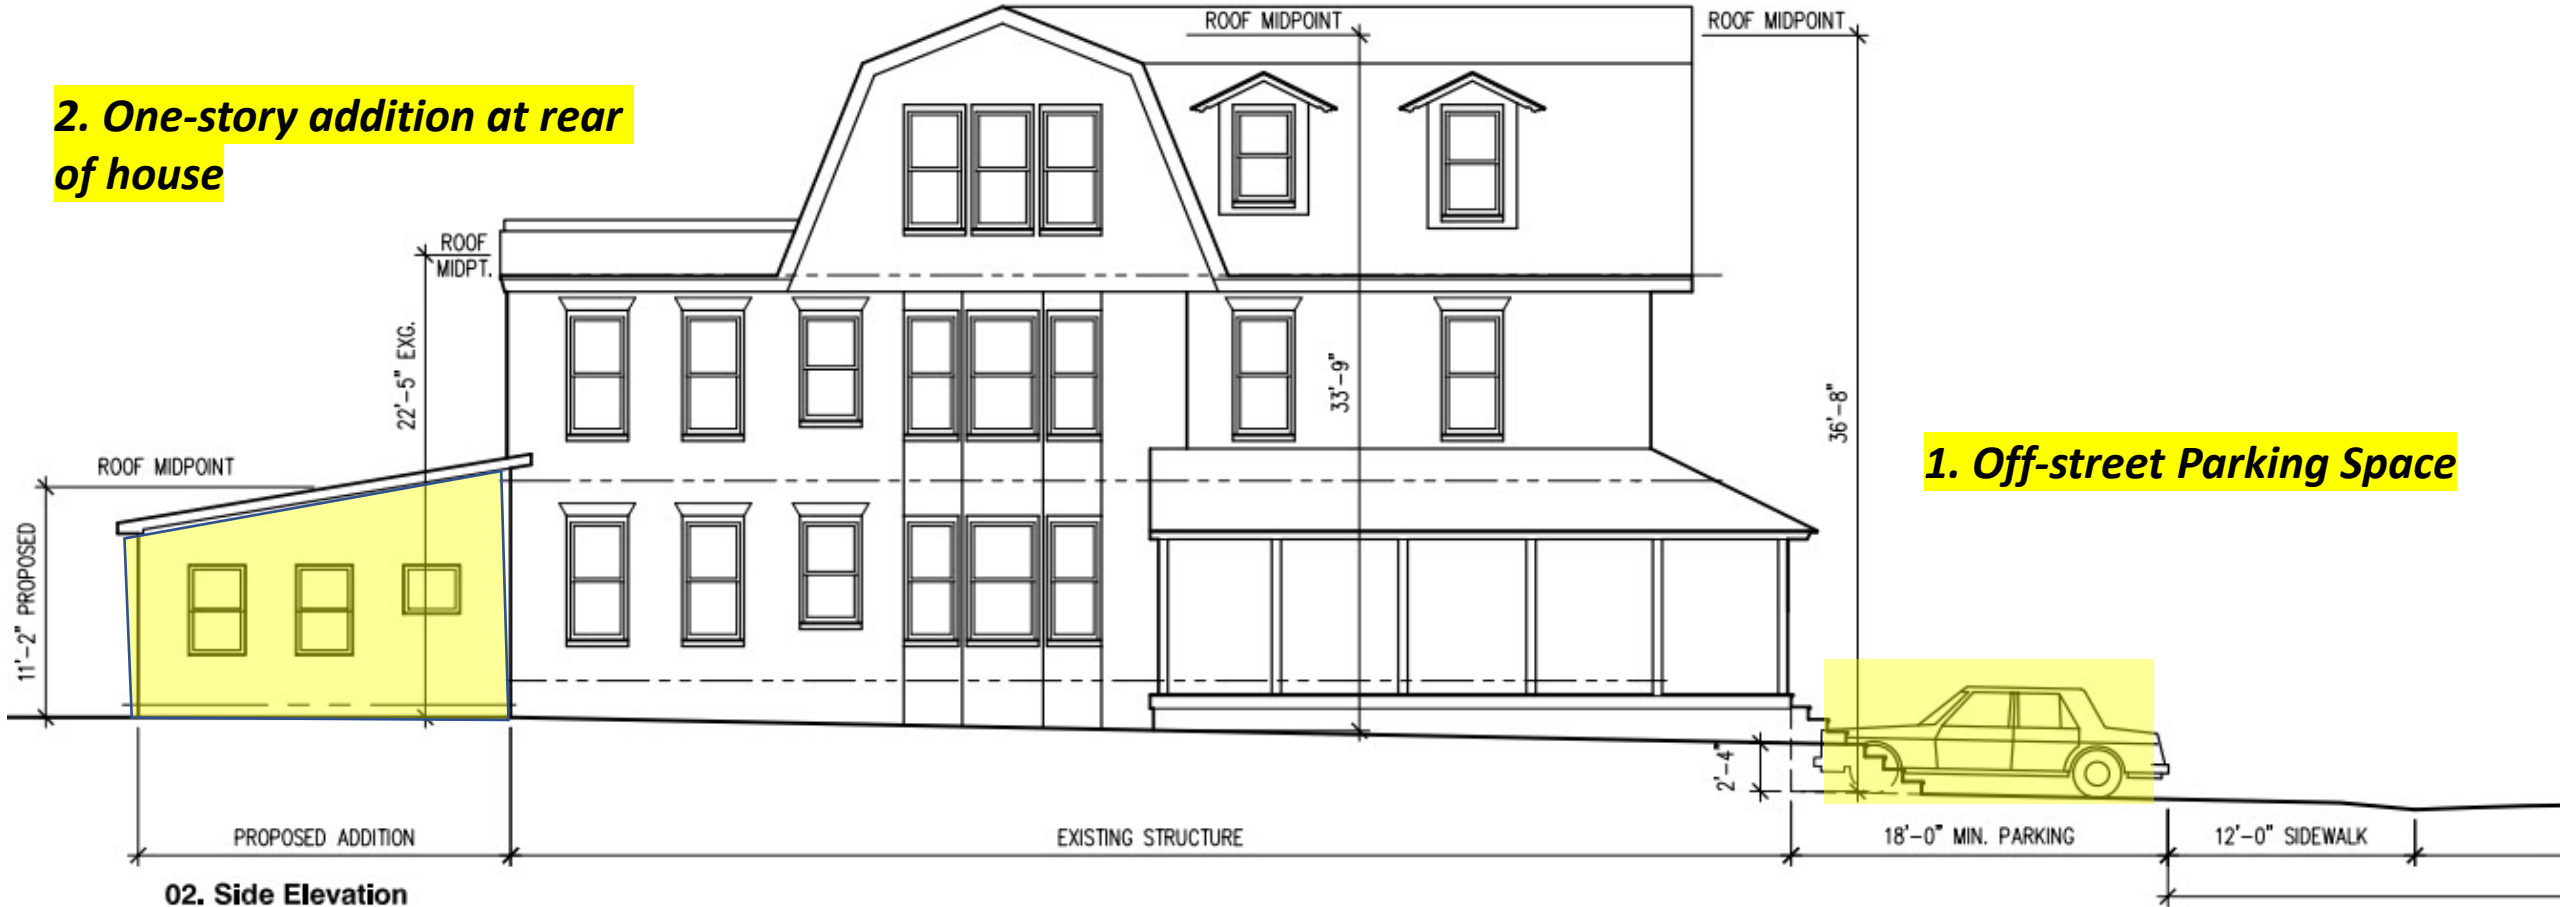 ROOF MIDPOINT
ROOF MIDPOINT
2. One-story addition at rear
of house
ROOF
MIDPT.
22'-5" EXG.
33'-9"
36'-8"
1. Off-street Parking Space
ROOF MIDPOINT
11'-2" PROPOSED
2'-4"
PROPOSED ADDITION
EXISTING STRUCTURE
18'-0" MIN. PARKING
12'-0" SIDEWALK
02. Side Elevation